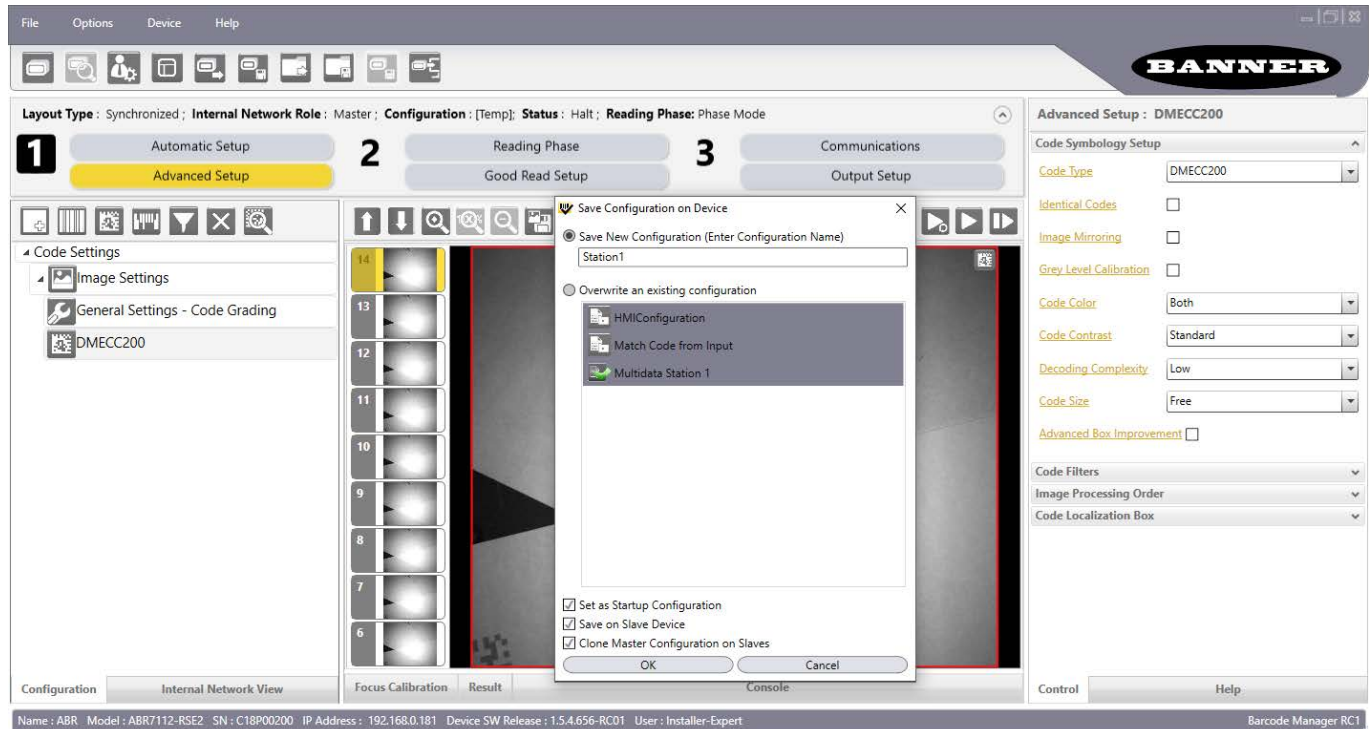 File Options Device Help
BANNER
Layout Type : Synchronized ; Internal Network Role : Master ; Configuration : [Temp]; Status : Halt ; Reading Phase: Phase Mode
1 Automatic Setup 2 Reading Phase 3 Communications
Advanced Setup Good Read Setup Output Setup
Code Settings
Image Settings
General Settings - Code Grading
DMECC200
14
13
12
11
10
9
8
7
6
Save Configuration on Device
Save New Configuration (Enter Configuration Name)
Station1
Overwrite an existing configuration
HMIConfiguration
Match Code from Input
Multidata Station 1
Set as Startup Configuration
Save on Slave Device
Clone Master Configuration on Slaves
OK Cancel
Advanced Setup : DMECC200
Code Symbology Setup
Code Type DMECC200
Identical Codes
Image Mirroring
Grey Level Calibration
Code Color Both
Code Contrast Standard
Decoding Complexity Low
Code Size Free
Advanced Box Improvement
Code Filters
Image Processing Order
Code Localization Box
Configuration Internal Network View Focus Calibration Result Console Control Help
Name : ABR Model : ABR7112-RSE2 SN : C18P00200 IP Address : 192.168.0.181 Device SW Release : 1.5.4.656-RC01 User : Installer-Expert Barcode Manager RC1